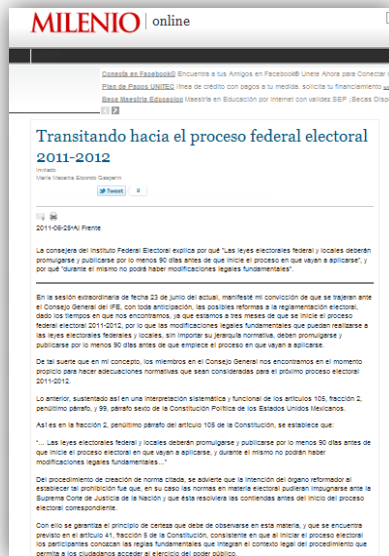 MILENIO online
Conecta en Facebook© Encuentra a tus Amigos en Facebook® Unete Ahora para Conectar
Plan de Pagos UNITEC línea de crédito con pagos a tu medida. solicita tu financiamiento
Beca Maestria Educasion Maestria en Educación por Internet con validez SEP ¡Becas Disp
Transitando hacia el proceso federal electoral
2011-2012
Invitado
María Macarita Elizondo Gasperín
Tweet 0
2011-06-25•Al Frente
La consejera del Instituto Federal Electoral explica por qué "Las leyes electorales federal y locales deberán
promulgarse y publicarse por lo menos 90 días antes de que inicie el proceso en que vayan a aplicarse", y
por qué "durante el mismo no podrá haber modificaciones legales fundamentales".
En la sesión extraordinaria de fecha 23 de junio del actual, manifesté mi convicción de que se trajeran ante
el Consejo General del IFE, con toda anticipación, las posibles reformas a la reglamentación electoral,
dado los tiempos en que nos encontramos, ya que estamos a tres meses de que se inicie el proceso
federal electoral 2011-2012, por lo que las modificaciones legales fundamentales que puedan realizarse a
las leyes electorales federales y locales, sin importar su jerarquía normativa, deben promulgarse y
publicarse por lo menos 90 días antes de que empiece el proceso en que vayan a aplicarse.
De tal suerte que en mi concepto, los miembros en el Consejo General nos encontramos en el momento
propicio para hacer adecuaciones normativas que sean consideradas para el próximo proceso electoral
2011-2012.
Lo anterior, sustentado así en una interpretación sistemática y funcional de los artículos 105, fracción 2,
penúltimo párrafo, y 99, párrafo sexto de la Constitución Política de los Estados Unidos Mexicanos.
Así es en la fracción 2, penúltimo párrafo del artículo 105 de la Constitución, se establece que:
"... Las leyes electorales federal y locales deberán promulgarse y publicarse por lo menos 90 días antes de
que inicie el proceso electoral en que vayan a aplicarse, y durante el mismo no podrán haber
modificaciones legales fundamentales..."
Del procedimiento de creación de norma citada, se advierte que la intención del órgano reformador al
establecer tal prohibición fue que, en su caso las normas en materia electoral pudieran impugnarse ante la
Suprema Corte de Justicia de la Nación y que ésta resolviera las contiendas antes del inicio del proceso
electoral correspondiente.
Con ello se garantiza el principio de certeza que debe de observarse en esta materia, y que se encuentra
previsto en el artículo 41, fracción 5 de la Constitución, consistente en que al iniciar el proceso electoral
los participantes conozcan las reglas fundamentales que integran el contexto legal del procedimiento que
permita a los ciudadanos acceder al ejercicio del poder público.